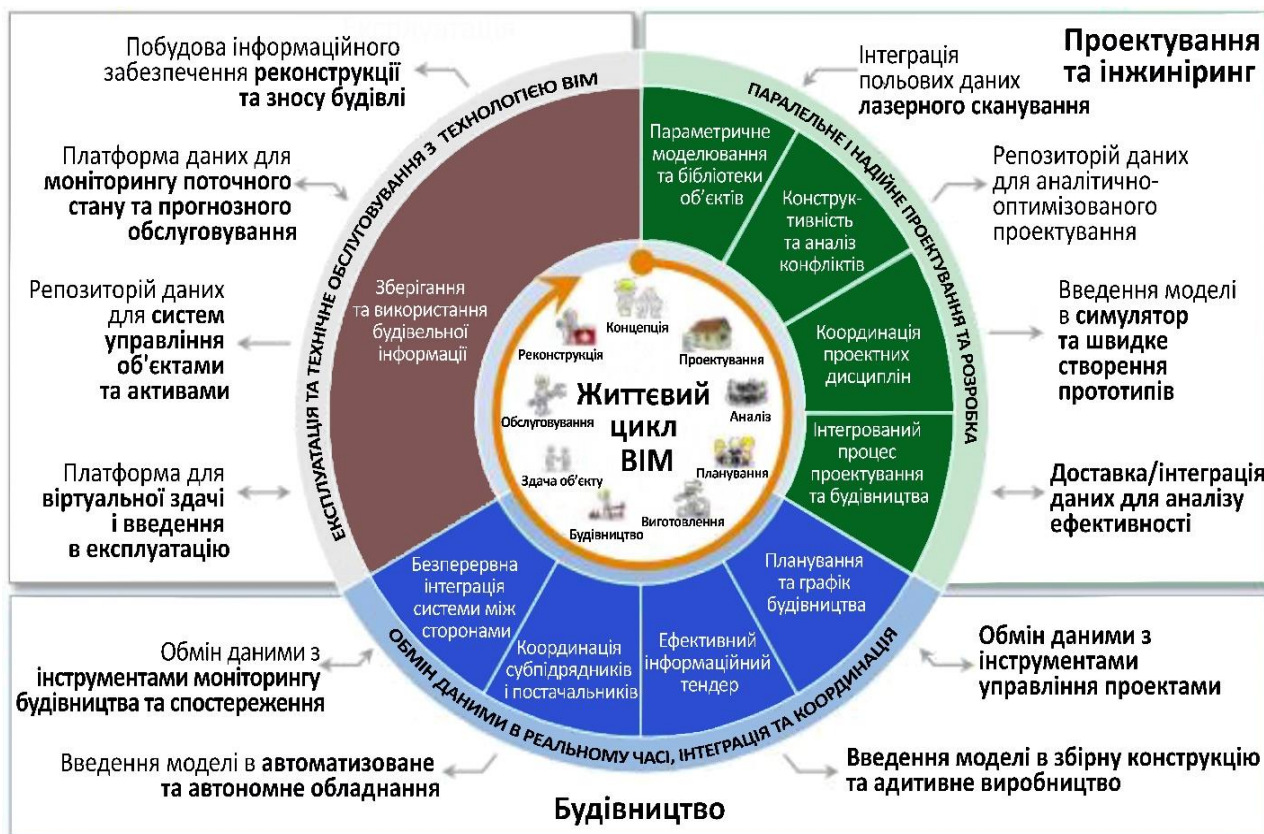 Побудова інформаційного
забезпечення реконструкції
та зносу будівлі
Платформа даних для
моніторингу поточного
стану та прогнозного
обслуговування
Репозиторій даних
для систем
управління
об'єктами
та активами
Платформа для
віртуальної здачі
і введення
в експлуатацію
ЕКСПЛУАТАЦІЯ ТА ТЕХНІЧНЕ ОБСЛУГОВУВАННЯ З ТЕХНОЛОГІЄЮ ВІМ
Зберігання
та використання
будівельної
інформації
Проектування
та інжиніринг
Інтеграція
польових даних
лазерного сканування
Репозиторій даних
для аналітично-
оптимізованого
проектування
Введення моделі
в симулятор
та швидке
створення
прототипів
Доставка/інтеграція
даних для аналізу
ефективності
ПАРАЛЕЛЬНЕ І НАДІЙНЕ ПРОЕКТУВАННЯ ТА РОЗРОБКА
Параметричне
моделювання
та бібліотеки
об'єктів
Конструк-
тивність
та аналіз
конфліктів
Координація
проектних
дисциплін
Інтегрований
процес
проектування
та будівництва
Концепція
Проектування
Аналіз
Планування
Виготовлення
Будівництво
Здача об'єкту
Обслуговування
Реконструкція
Життєвий
цикл
ВІМ
Безперервна
інтеграція
системи між
сторонами
Координація
субпідрядників
і постачальників
Ефективний
інформаційний
тендер
Планування
та графік
будівництва
ОБМІН ДАНИМИ В РЕАЛЬНОМУ ЧАСІ, ІНТЕГРАЦІЯ ТА КООРДИНАЦІЯ
Обмін даними з
інструментами моніторингу
будівництва та спостереження
Введення моделі в автоматизоване
та автономне обладнання
Обмін даними з
інструментами
управління проектами
Введення моделі в збірну конструкцію
та адитивне виробництво
Будівництво